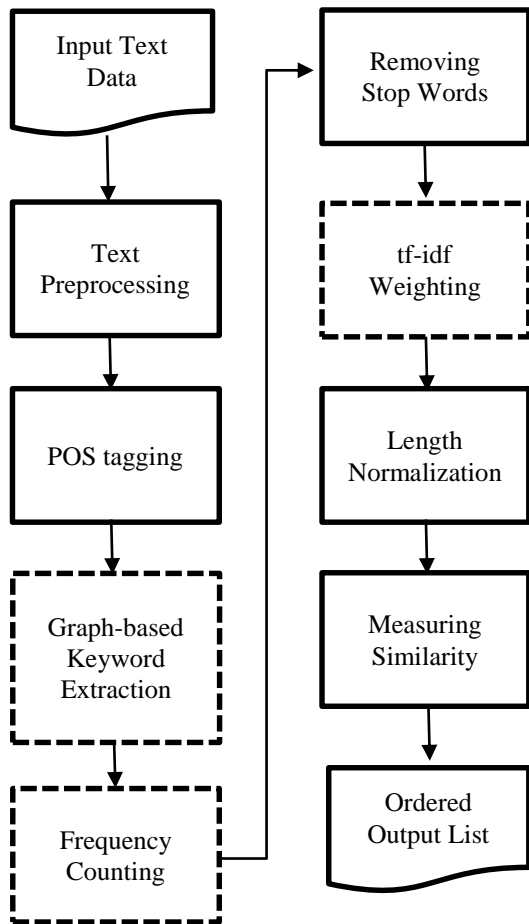 Input Text
Data
Text
Preprocessing
POS tagging
Graph-based
Keyword
Extraction
Frequency
Counting
Removing
Stop Words
tf-idf
Weighting
Length
Normalization
Measuring
Similarity
Ordered
Output List